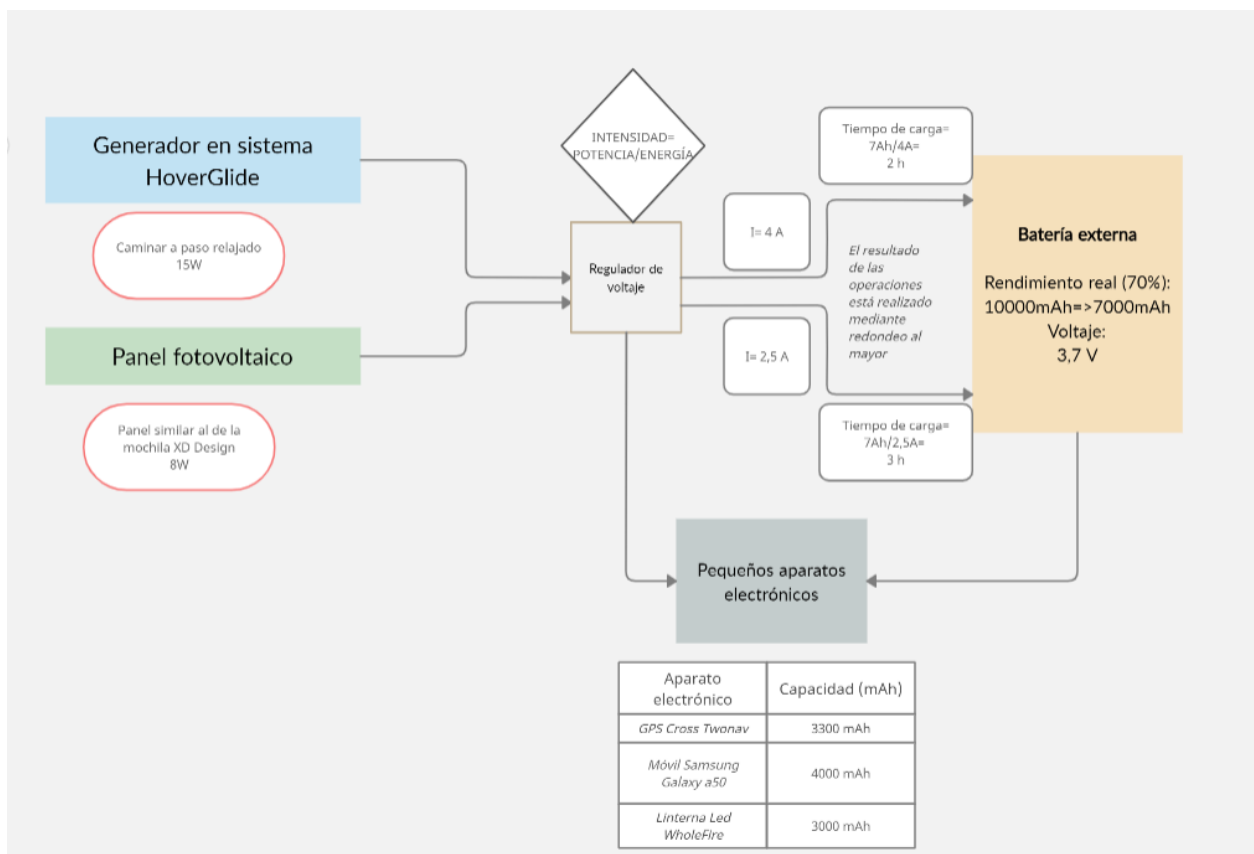 Generador en sistema
HoverGlide
Caminar a paso relajado
15W
Panel fotovoltaico
Panel similar al de la
mochila XD Design
8W
INTENSIDAD=
POTENCIA/ENERGÍA
Regulador de
voltaje
I= 4 A
I= 2,5 A
Tiempo de carga=
7Ah/4A=
2 h
El resultado
de las
operaciones
está realizado
mediante
redondeo al
mayor
Tiempo de carga=
7Ah/2,5A=
3 h
Batería externa
Rendimiento real (70%):
10000mAh=>7000mAh
Voltaje:
3,7 V
Pequeños aparatos
electrónicos
Aparato
electrónico
Capacidad (mAh)
GPS Cross Twonav
3300 mAh
Móvil Samsung
Galaxy a50
4000 mAh
Linterna Led
WholeFire
3000 mAh